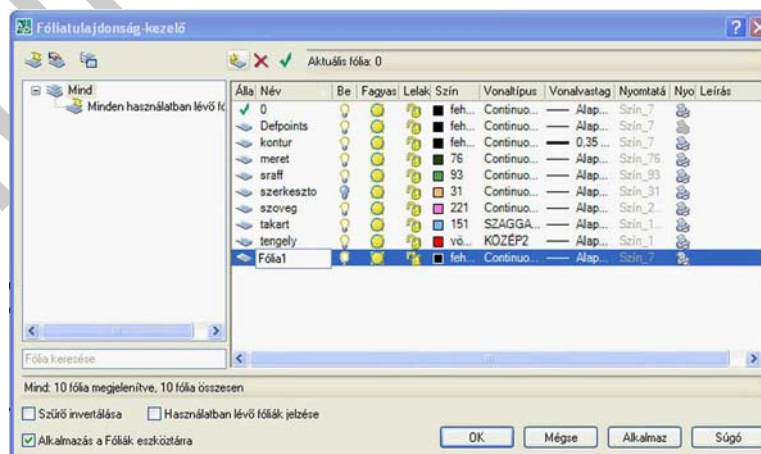 Fóliatulajdonság-kezelő
Aktuális fólia: 0
Mind
Minden használatban lévő fó
Álla Név Be Fagyas Lelak Szín Vonaltípus Vonalvastag Nyomtatá Nyo Leírás
0 feh... Continuo... Alap... Szín_7
Defpoints feh... Continuo... Alap... Szín_7
kontur feh... Continuo... 0,35 ... Szín_7
meret 76 Continuo... Alap... Szín_76
sraff 93 Continuo... Alap... Szín_93
szerkeszto 31 Continuo... Alap... Szín_31
szoveg 221 Continuo... Alap... Szín_2...
takart 151 SZAGGA... Alap... Szín_1...
tengely vö... KÖZÉP2 Alap... Szín_1
Fólia1 feh... Continuo... Alap... Szín_7
Fólia keresése
Mind: 10 fólia megjelenítve, 10 fólia összesen
Szűrő invertálása Használatban lévő fóliák jelzése
Alkalmazás a Fóliák eszköztárra
OK Mégse Alkalmaz Súgó